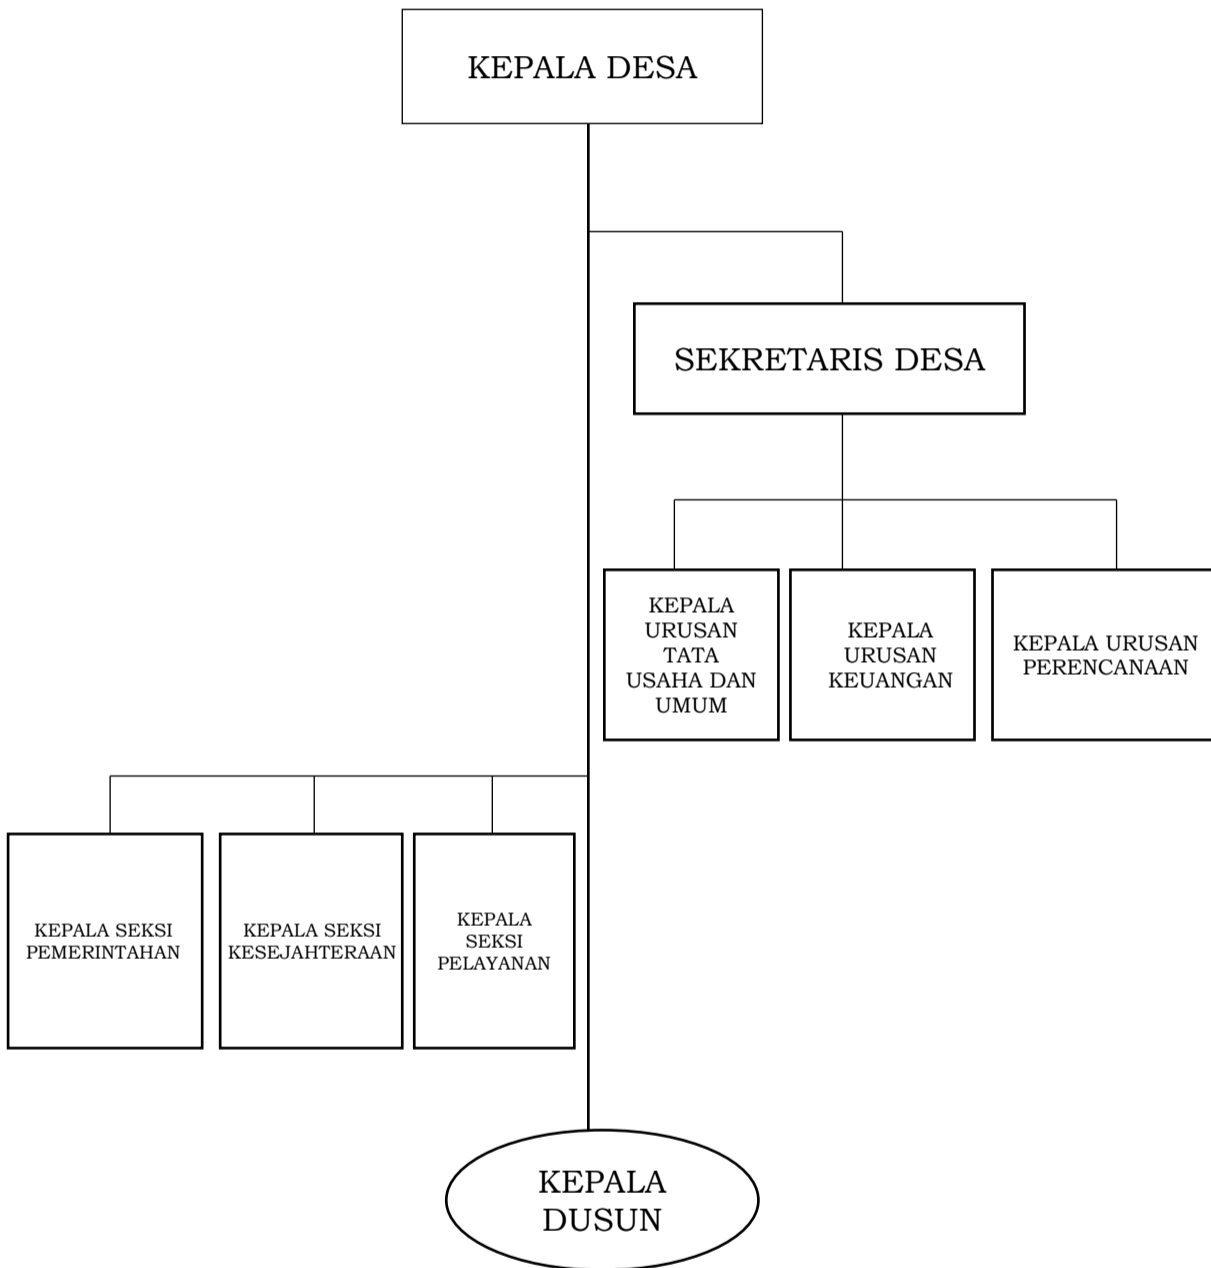 KEPALA DESA
SEKRETARIS DESA
KEPALA
URUSAN
TATA
USAHA DAN
UMUM
KEPALA
URUSAN
KEUANGAN
KEPALA URUSAN
PERENCANAAN
KEPALA SEKSI
PEMERINTAHAN
KEPALA SEKSI
KESEJAHTERAAN
KEPALA
SEKSI
PELAYANAN
KEPALA
DUSUN